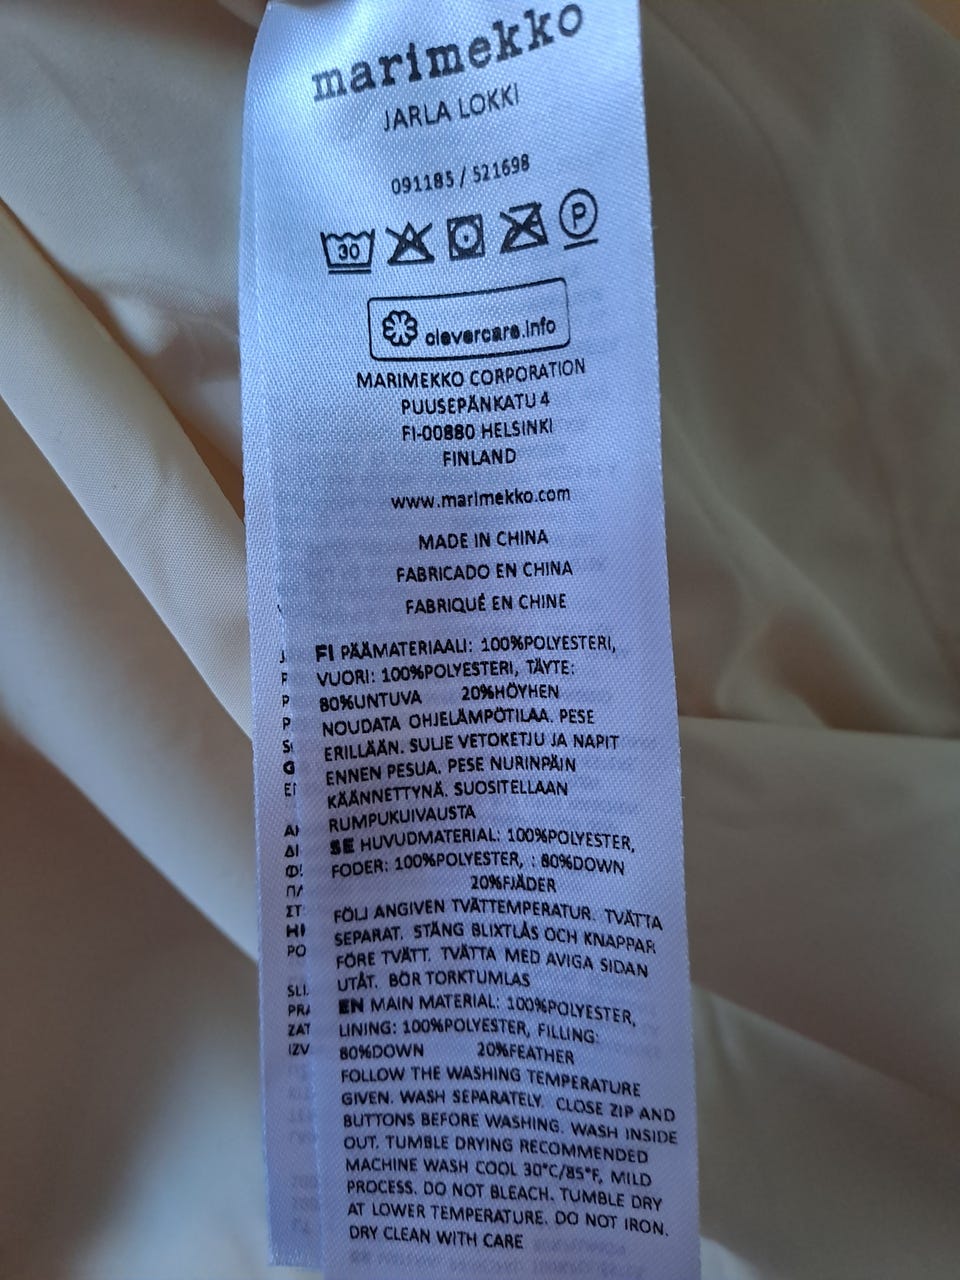 marimekko
JARLA LOKKI
091185 / 521698
30 P
clevercare.info
MARIMEKKO CORPORATION
PUUSEPÄNKATU 4
FI-00880 HELSINKI
FINLAND
www.marimekko.com
MADE IN CHINA
FABRICADO EN CHINA
FABRIQUÉ EN CHINE
FI PÄÄMATERIAALI: 100%POLYESTERI,
VUORI: 100%POLYESTERI, TÄYTE:
80%UNTUVA 20%HÖYHEN
NOUDATA OHJELÄMPÖTILAA. PESE
ERILLÄÄN. SULJE VETOKETJU JA NAPIT
ENNEN PESUA. PESE NURINPÄIN
KÄÄNNETTYNÄ. SUOSITELLAAN
RUMPUKUIVAUSTA
SE HUVUDMATERIAL: 100%POLYESTER,
FODER: 100%POLYESTER, : 80%DOWN
20%FJÄDER
FÖLJ ANGIVEN TVÄTTEMPERATUR. TVÄTTA
SEPARAT. STÄNG BLIXTLÅS OCH KNAPPAR
FÖRE TVÄTT. TVÄTTA MED AVIGA SIDAN
UTÅT. BÖR TORKTUMLAS
EN MAIN MATERIAL: 100%POLYESTER,
LINING: 100%POLYESTER, FILLING:
80%DOWN 20%FEATHER
FOLLOW THE WASHING TEMPERATURE
GIVEN. WASH SEPARATELY. CLOSE ZIP AND
BUTTONS BEFORE WASHING. WASH INSIDE
OUT. TUMBLE DRYING RECOMMENDED
MACHINE WASH COOL 30°C/85°F, MILD
PROCESS. DO NOT BLEACH. TUMBLE DRY
AT LOWER TEMPERATURE. DO NOT IRON.
DRY CLEAN WITH CARE